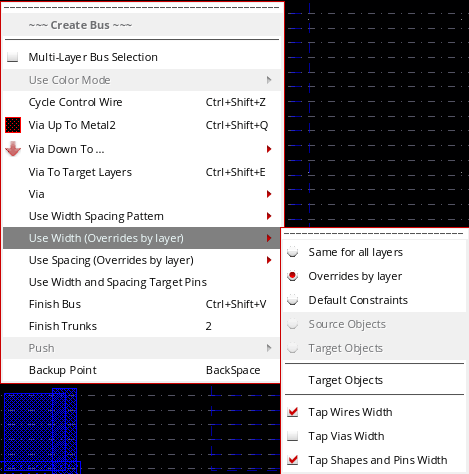 ~~~ Create Bus ~~~
Multi-Layer Bus Selection
Use Color Mode
Cycle Control Wire Ctrl+Shift+Z
Via Up To Metal2 Ctrl+Shift+Q
Via Down To ...
Via To Target Layers Ctrl+Shift+E
Via
Use Width Spacing Pattern
Use Width (Overrides by layer)
Use Spacing (Overrides by layer)
Use Width and Spacing Target Pins
Finish Bus Ctrl+Shift+V
Finish Trunks 2
Push
Backup Point BackSpace
Same for all layers
Overrides by layer
Default Constraints
Source Objects
Target Objects
Target Objects
Tap Wires Width
Tap Vias Width
Tap Shapes and Pins Width